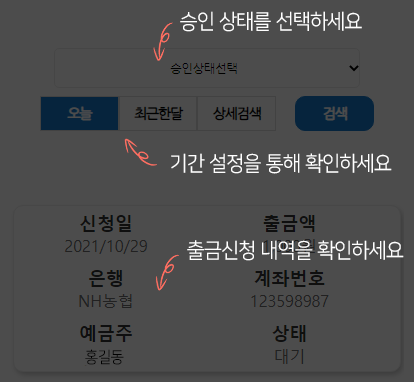 승인 상태를 선택하세요
승인상태선택
오늘 최근한달 상세검색 검색
기간 설정을 통해 확인하세요
신청일 출금액
2021/10/29
출금신청 내역을 확인하세요
은행 계좌번호
NH농협 123598987
예금주 상태
홍길동 대기